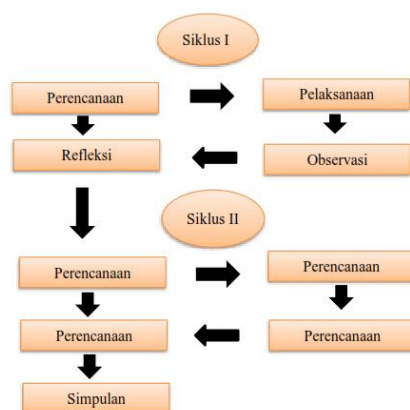 Siklus I
Perencanaan
Pelaksanaan
Refleksi
Observasi
Siklus II
Perencanaan
Perencanaan
Perencanaan
Perencanaan
Simpulan